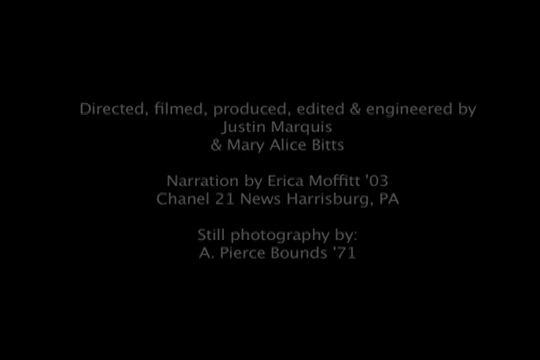 Directed, filmed, produced, edited & engineered by
Justin Marquis
& Mary Alice Bitts
Narration by Erica Moffitt '03
Chanel 21 News Harrisburg, PA
Still photography by:
A. Pierce Bounds '71